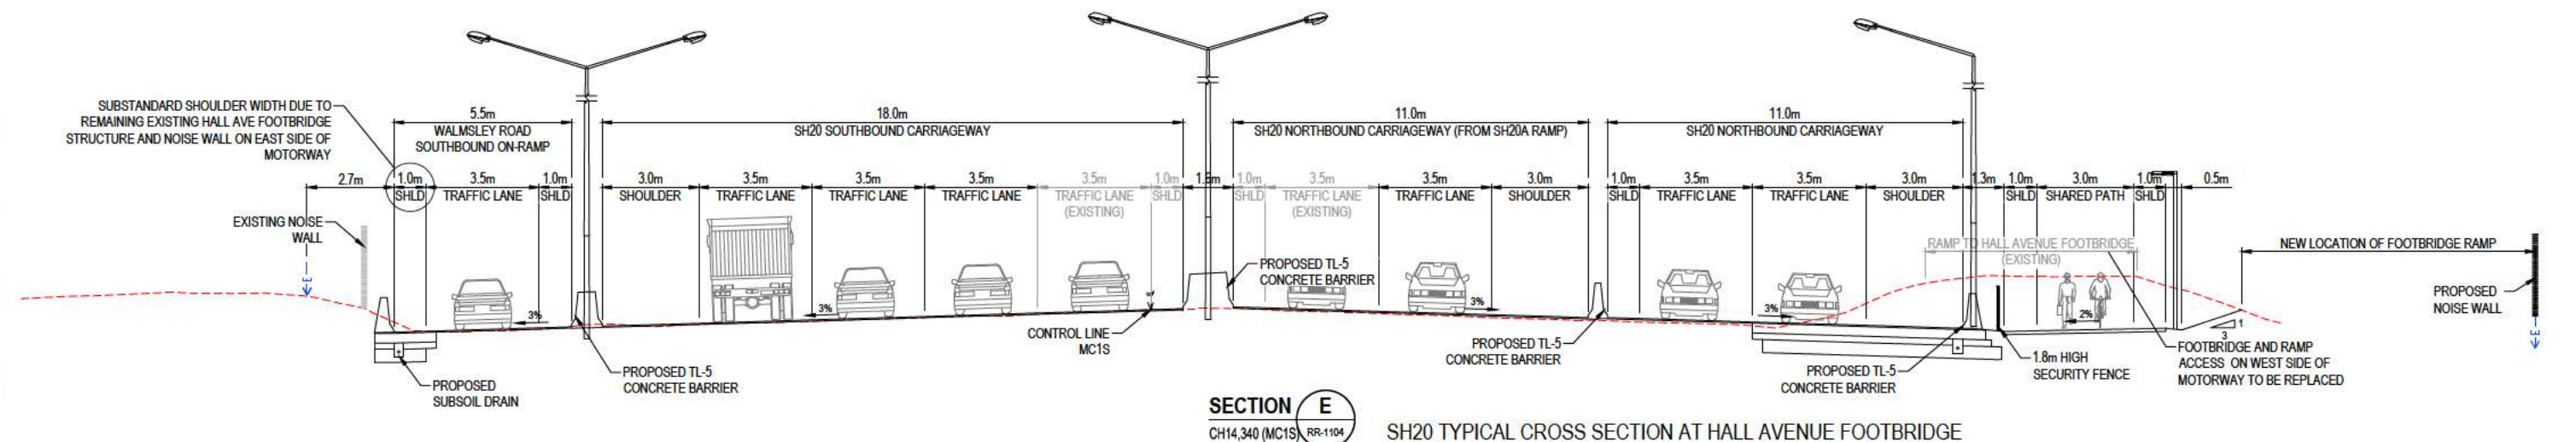 SUBSTANDARD SHOULDER WIDTH DUE TO
REMAINING EXISTING HALL AVE FOOTBRIDGE
STRUCTURE AND NOISE WALL ON EAST SIDE OF
MOTORWAY
5.5m
WALMSLEY ROAD
SOUTHBOUND ON-RAMP
18.0m
SH20 SOUTHBOUND CARRIAGEWAY
11.0m
SH20 NORTHBOUND CARRIAGEWAY (FROM SH20A RAMP)
11.0m
SH20 NORTHBOUND CARRIAGEWAY
2.7m
1.0m
SHLD
3.5m
TRAFFIC LANE
1.0m
SHLD
3.0m
SHOULDER
3.5m
TRAFFIC LANE
3.5m
TRAFFIC LANE
3.5m
TRAFFIC LANE
3.5m
TRAFFIC LANE
(EXISTING)
1.0m
SHLD
1.0m
SHLD
3.5m
TRAFFIC LANE
(EXISTING)
3.5m
TRAFFIC LANE
3.0m
SHOULDER
1.0m
SHLD
3.5m
TRAFFIC LANE
3.5m
TRAFFIC LANE
3.0m
SHOULDER
1.3m
1.0m
SHLD
3.0m
SHARED PATH
1.0m
SHLD
0.5m
EXISTING NOISE
WALL
E
3%
3%
3%
3%
2%
1
3
RAMP TO HALL AVENUE FOOTBRIDGE
(EXISTING)
NEW LOCATION OF FOOTBRIDGE RAMP
PROPOSED
NOISE WALL
E
PROPOSED TL-5
CONCRETE BARRIER
CONTROL LINE
MC1S
PROPOSED TL-5
CONCRETE BARRIER
PROPOSED TL-5
CONCRETE BARRIER
PROPOSED TL-5
CONCRETE BARRIER
1.8m HIGH
SECURITY FENCE
FOOTBRIDGE AND RAMP
ACCESS ON WEST SIDE OF
MOTORWAY TO BE REPLACED
PROPOSED
SUBSOIL DRAIN
SECTION E
CH14,340 (MC1S) RR-1104
SH20 TYPICAL CROSS SECTION AT HALL AVENUE FOOTBRIDGE